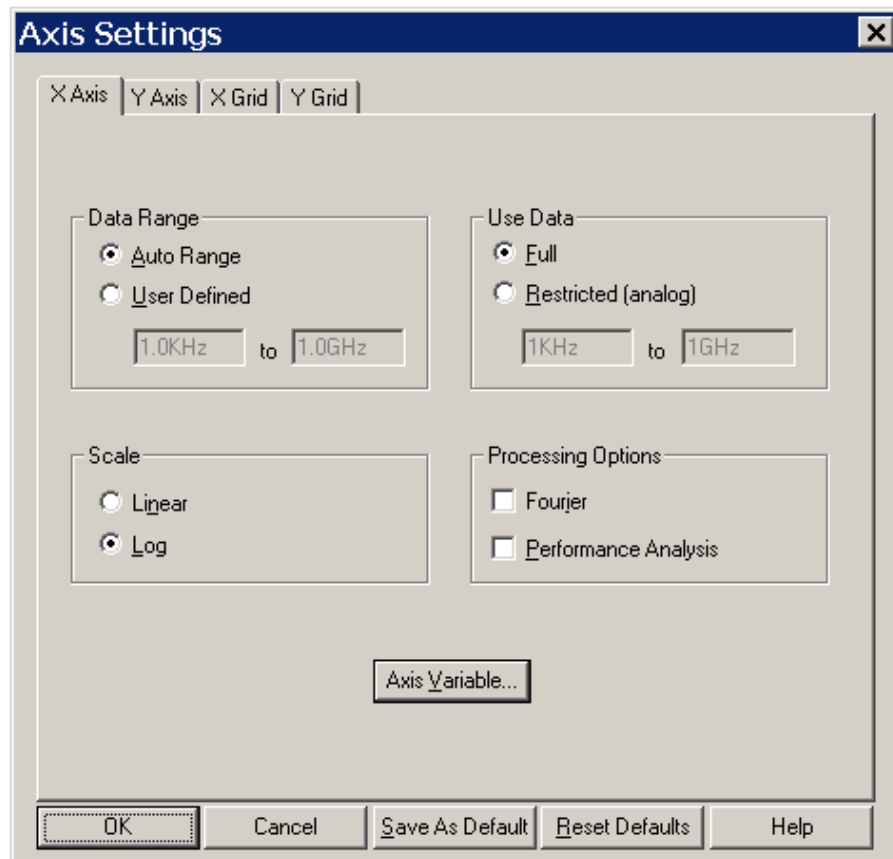 Axis Settings
X Axis Y Axis X Grid Y Grid
Data Range
Auto Range
User Defined
1.0KHz to 1.0GHz
Use Data
Full
Restricted (analog)
1KHz to 1GHz
Scale
Linear
Log
Processing Options
Fourier
Performance Analysis
Axis Variable...
OK Cancel Save As Default Reset Defaults Help